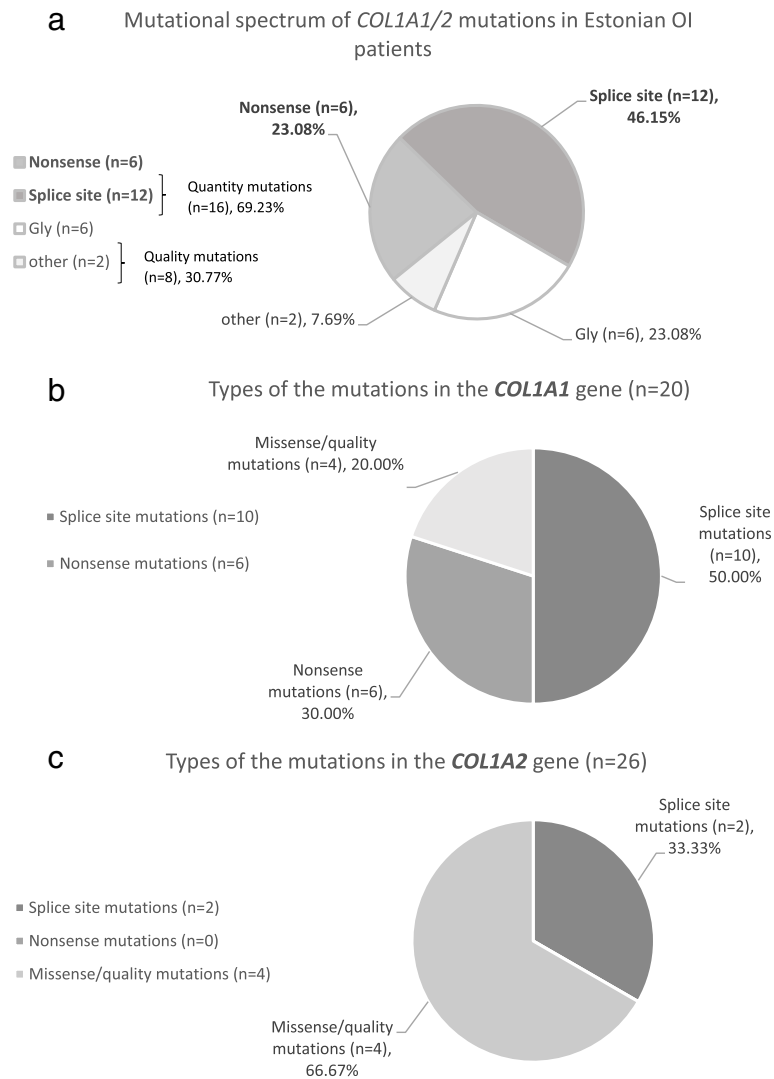 a
Mutational spectrum of COL1A1/2 mutations in Estonian OI
patients
Nonsense (n=6),
23.08%
Splice site (n=12),
46.15%
Nonsense (n=6)
Splice site (n=12)
Gly (n=6)
other (n=2)
Quantity mutations
(n=16), 69.23%
Quality mutations
(n=8), 30.77%
other (n=2), 7.69%
Gly (n=6), 23.08%
b
Types of the mutations in the COL1A1 gene (n=20)
Missense/quality
mutations (n=4), 20.00%
Splice site mutations (n=10)
Nonsense mutations (n=6)
Splice site
mutations
(n=10),
50.00%
Nonsense
mutations (n=6),
30.00%
c
Types of the mutations in the COL1A2 gene (n=26)
Splice site
mutations (n=2),
33.33%
Splice site mutations (n=2)
Nonsense mutations (n=0)
Missense/quality mutations (n=4)
Missense/quality
mutations (n=4),
66.67%